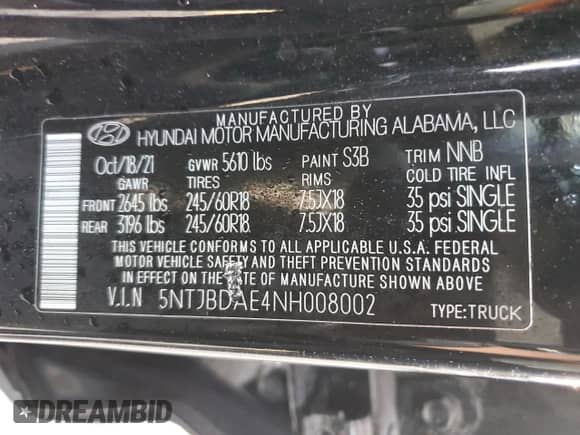 MANUFACTURED BY
HYUNDAI MOTOR MANUFACTURING ALABAMA, LLC
Oct/18/21 GVWR 5610 lbs PAINT S3B TRIM NNB
GAWR TIRES RIMS COLD TIRE INFL
FRONT 2645 lbs 245/60R18 7.5JX18 35 psi SINGLE
REAR 3196 lbs 245/60R18 7.5JX18 35 psi SINGLE
THIS VEHICLE CONFORMS TO ALL APPLICABLE U.S.A. FEDERAL
MOTOR VEHICLE SAFETY AND THEFT PREVENTION STANDARDS
IN EFFECT ON THE DATE OF MANUFACTURE SHOWN ABOVE
V.I.N 5NTJBDAE4NH008002 TYPE:TRUCK
DREAMBID